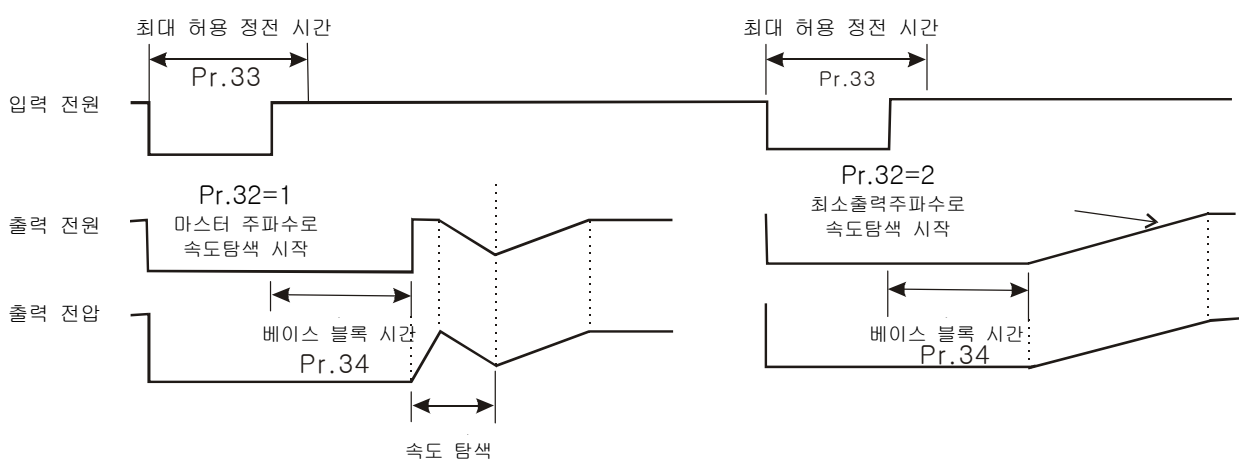 최대 허용 정전 시간
Pr.33
최대 허용 정전 시간
Pr.33
입력 전원
Pr.32=1
마스터 주파수로
속도탐색 시작
Pr.32=2
최소출력주파수로
속도탐색 시작
출력 전원
출력 전압
베이스 블록 시간
Pr.34
베이스 블록 시간
Pr.34
속도 탐색